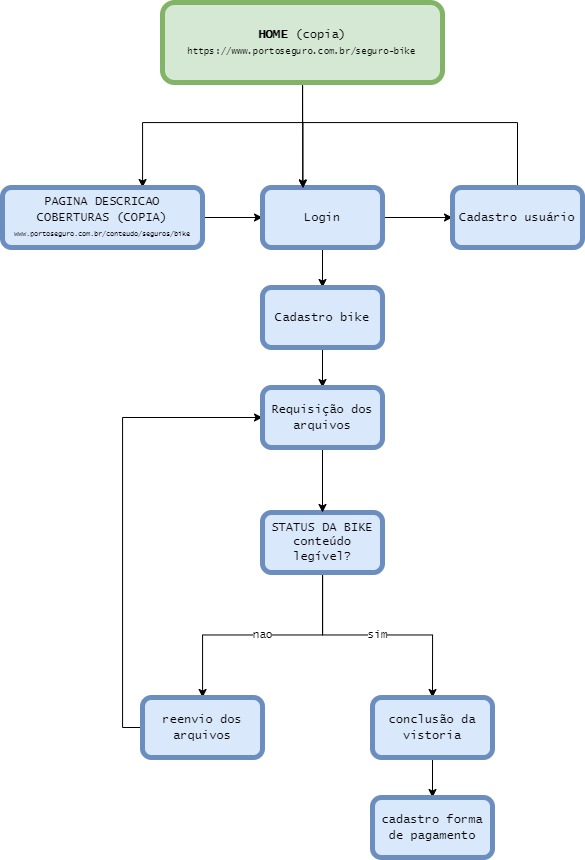 HOME (copia)
https://www.portoseguro.com.br/seguro-bike
PAGINA DESCRICAO
COBERTURAS (COPIA)
www.portoseguro.com.br/conteudo/seguros/bike
Login
Cadastro usuário
Cadastro bike
Requisição dos
arquivos
STATUS DA BIKE
conteúdo
legível?
nao
sim
reenvio dos
arquivos
conclusão da
vistoria
cadastro forma
de pagamento